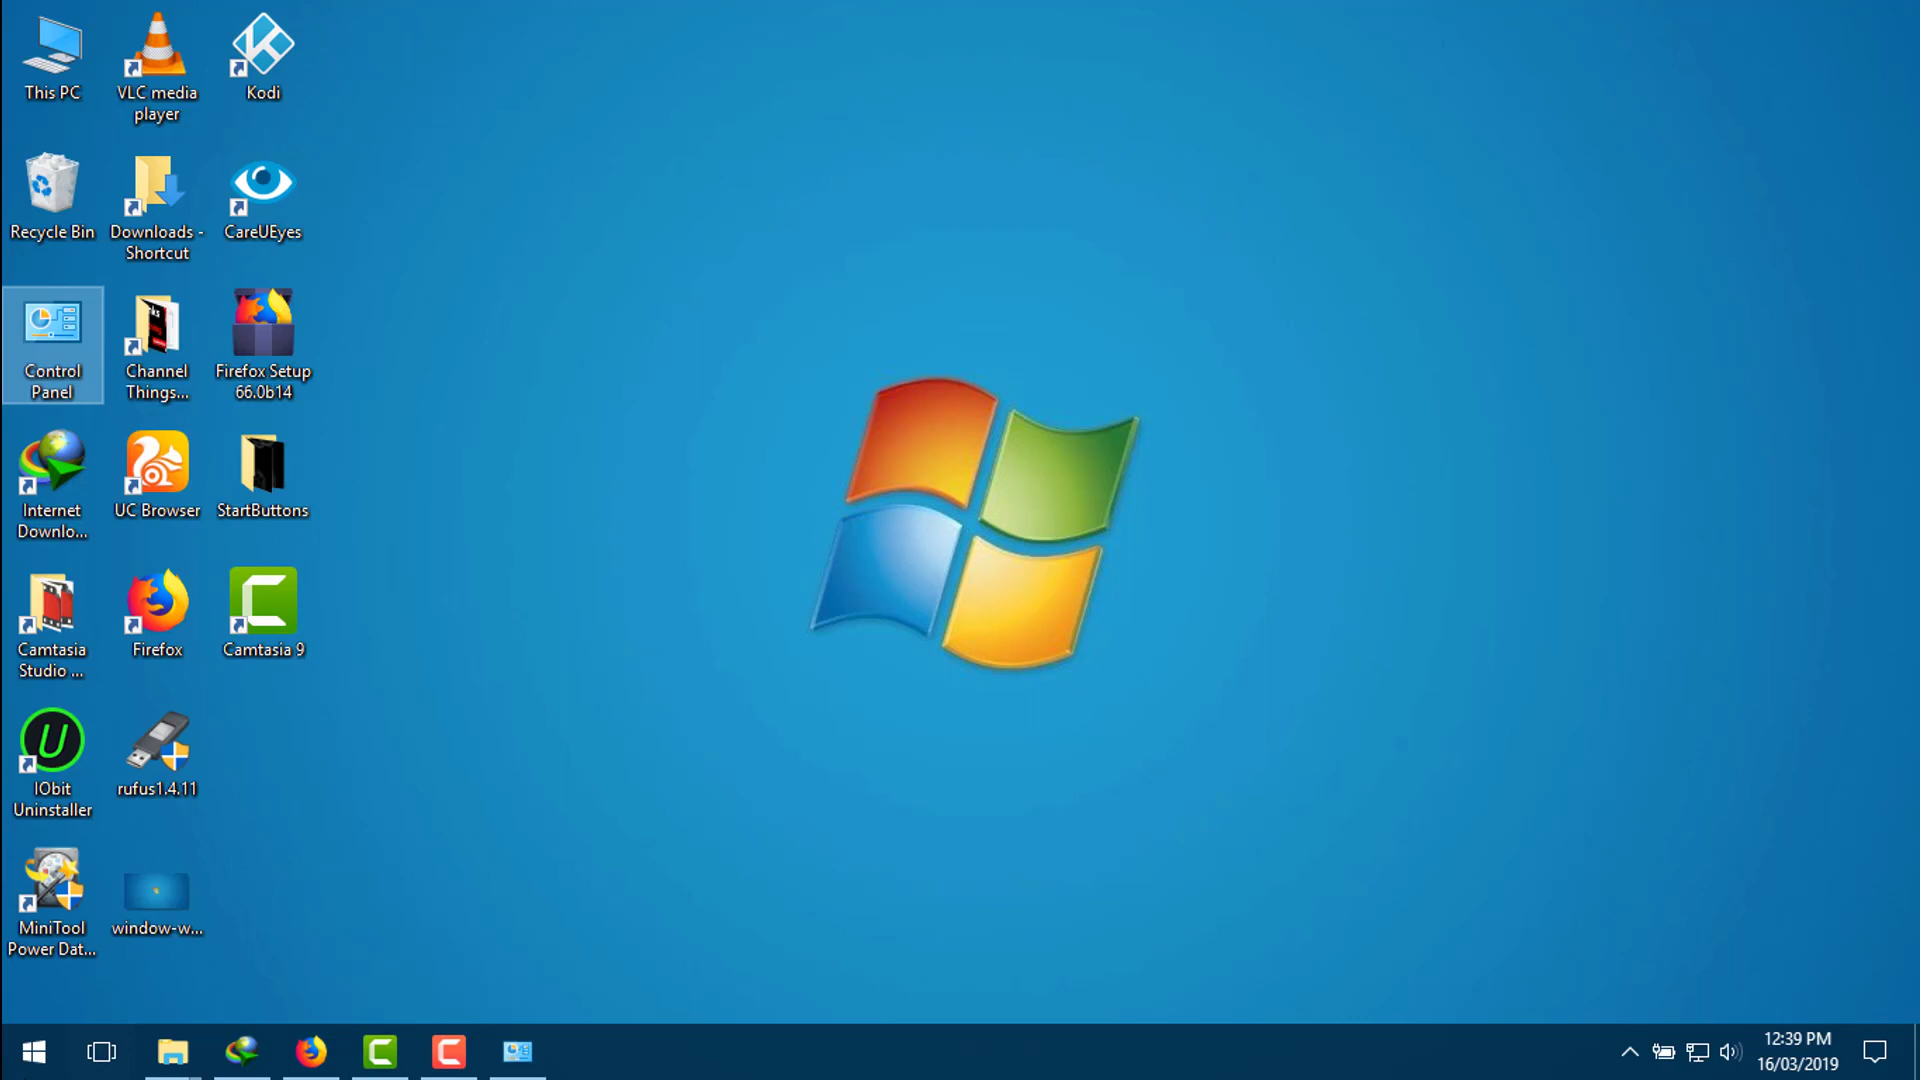 This PC
VLC media
player
Kodi
Recycle Bin
Downloads -
Shortcut
CareUEyes
Control
Panel
Channel
Things...
Firefox Setup
66.0b14
Internet
Downlo...
UC Browser
StartButtons
Camtasia
Studio ...
Firefox
Camtasia 9
IObit
Uninstaller
rufus1.4.11
MiniTool
Power Dat...
window-w...
12:39 PM
16/03/2019